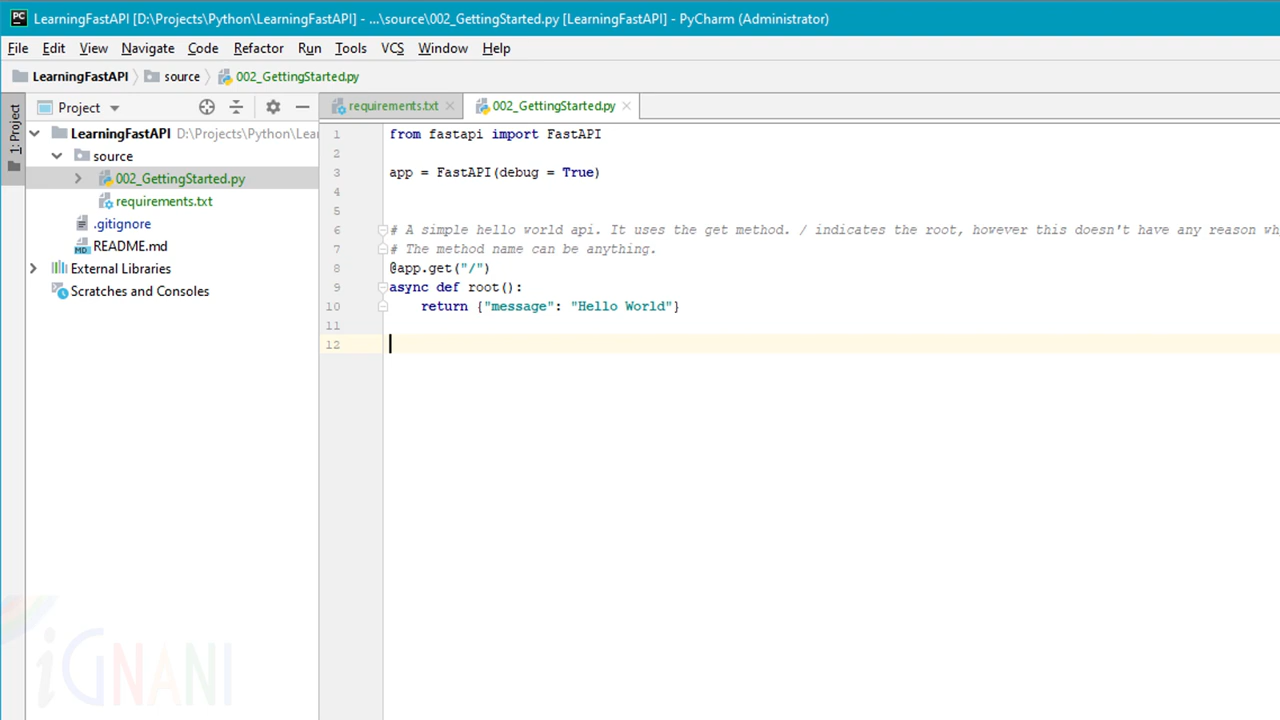 LearningFastAPI [D:\Projects\Python\LearningFastAPI] - ...\source\002_GettingStarted.py [LearningFastAPI] - PyCharm (Administrator)
File Edit View Navigate Code Refactor Run Tools VCS Window Help
LearningFastAPI source 002_GettingStarted.py
1: Project
Project
LearningFastAPI D:\Projects\Python\Lear
source
002_GettingStarted.py
requirements.txt
.gitignore
README.md
External Libraries
Scratches and Consoles
requirements.txt 002_GettingStarted.py
1 from fastapi import FastAPI
2
3 app = FastAPI(debug = True)
4
5
6 # A simple hello world api. It uses the get method. / indicates the root, however this doesn't have any reason wh
7 # The method name can be anything.
8 @app.get("/")
9 async def root():
10 return {"message": "Hello World"}
11
12
iGNANI